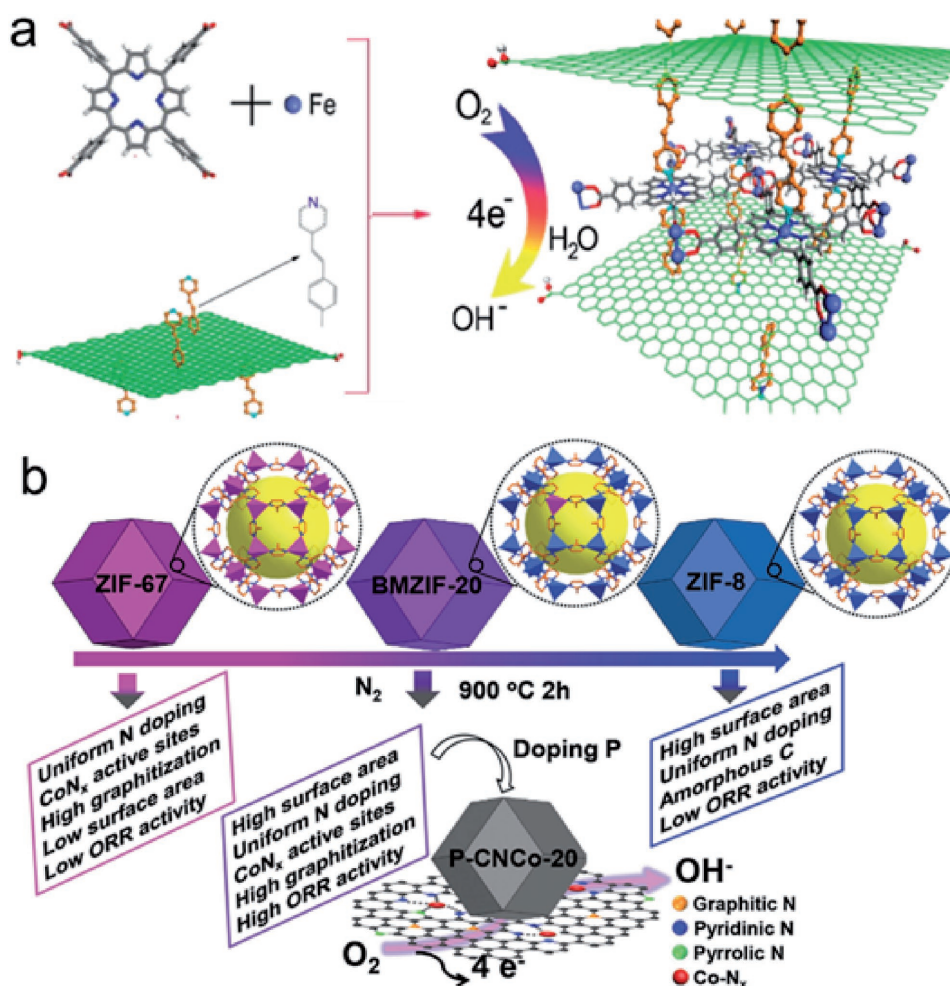 a
Fe
N
O₂
4e⁻
H₂O
OH⁻
b
ZIF-67
BMZIF-20
ZIF-8
N₂
900 °C 2h
Uniform N doping
CoNₓ active sites
High graphitization
Low surface area
Low ORR activity
High surface area
Uniform N doping
CoNₓ active sites
High graphitization
High ORR activity
High surface area
Uniform N doping
Amorphous C
Low ORR activity
Doping P
P-CNCo-20
O₂
4 e⁻
OH⁻
Graphitic N
Pyridinic N
Pyrrolic N
Co-Nₓ